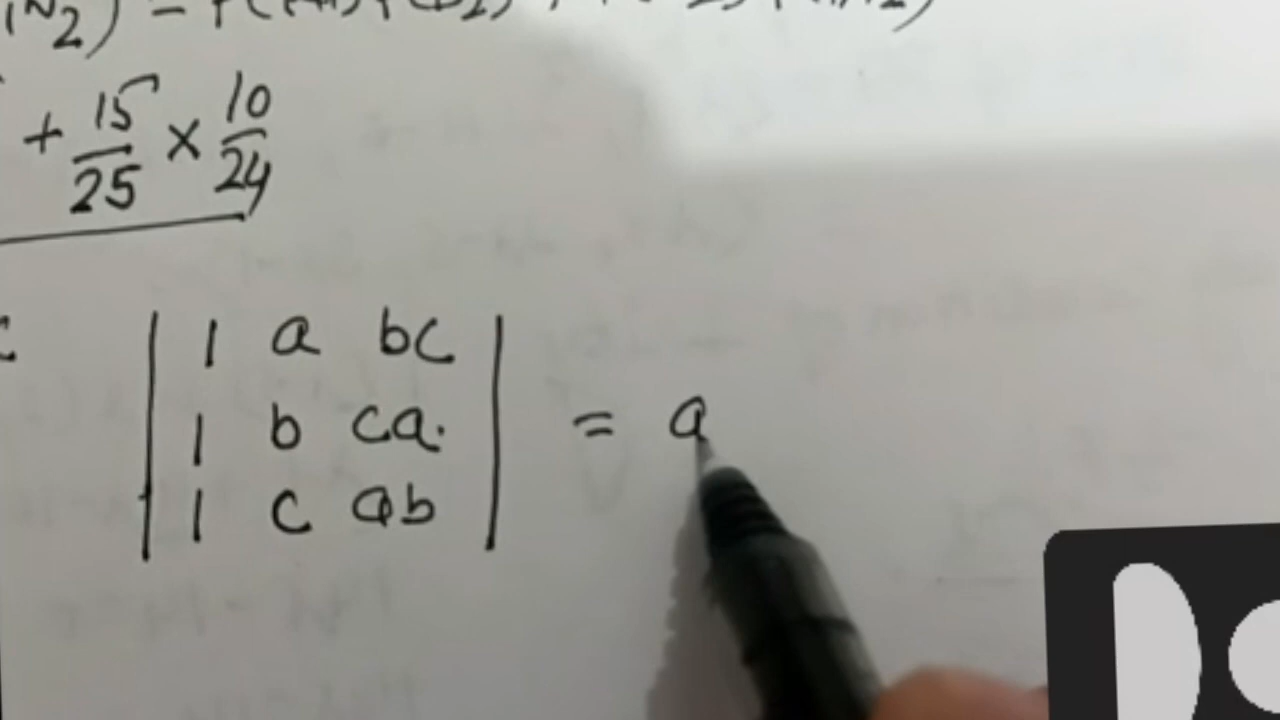 + 15/25 × 10/24
| 1 a bc |
| 1 b ca. | = a
| 1 c ab |